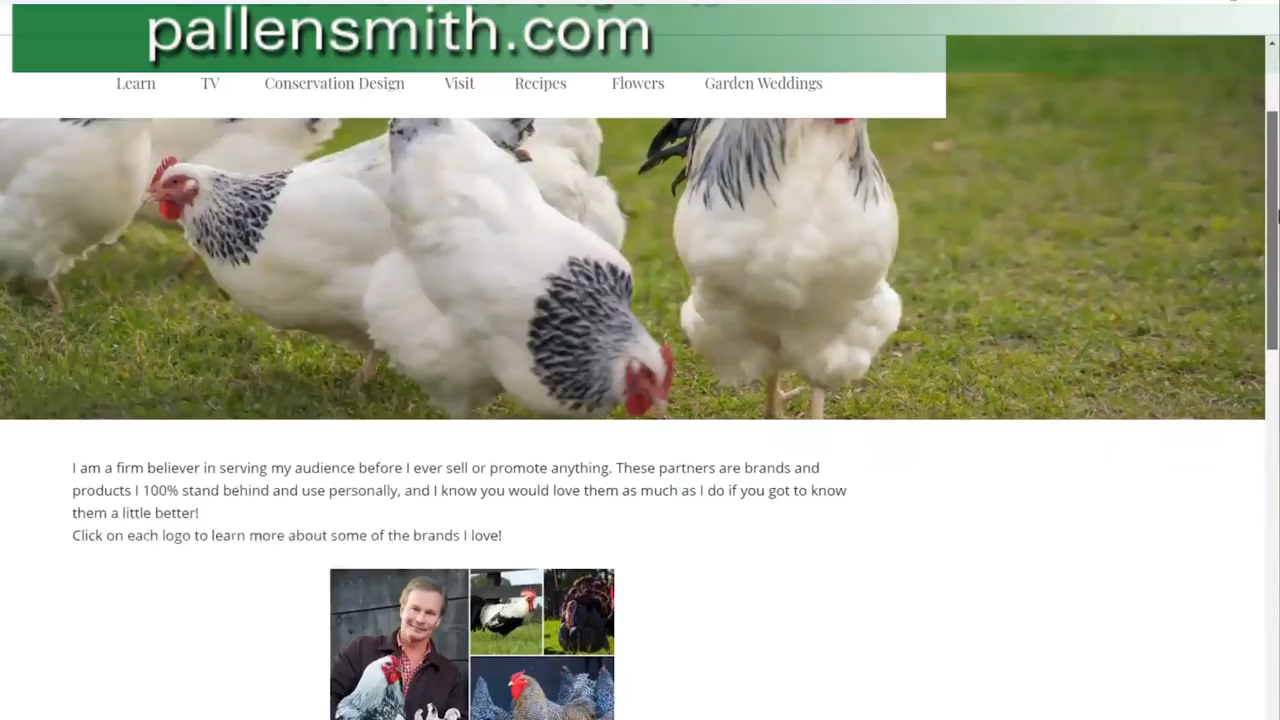 pallensmith.com
Learn TV Conservation Design Visit Recipes Flowers Garden Weddings
I am a firm believer in serving my audience before I ever sell or promote anything. These partners are brands and
products I 100% stand behind and use personally, and I know you would love them as much as I do if you got to know
them a little better!
Click on each logo to learn more about some of the brands I love!